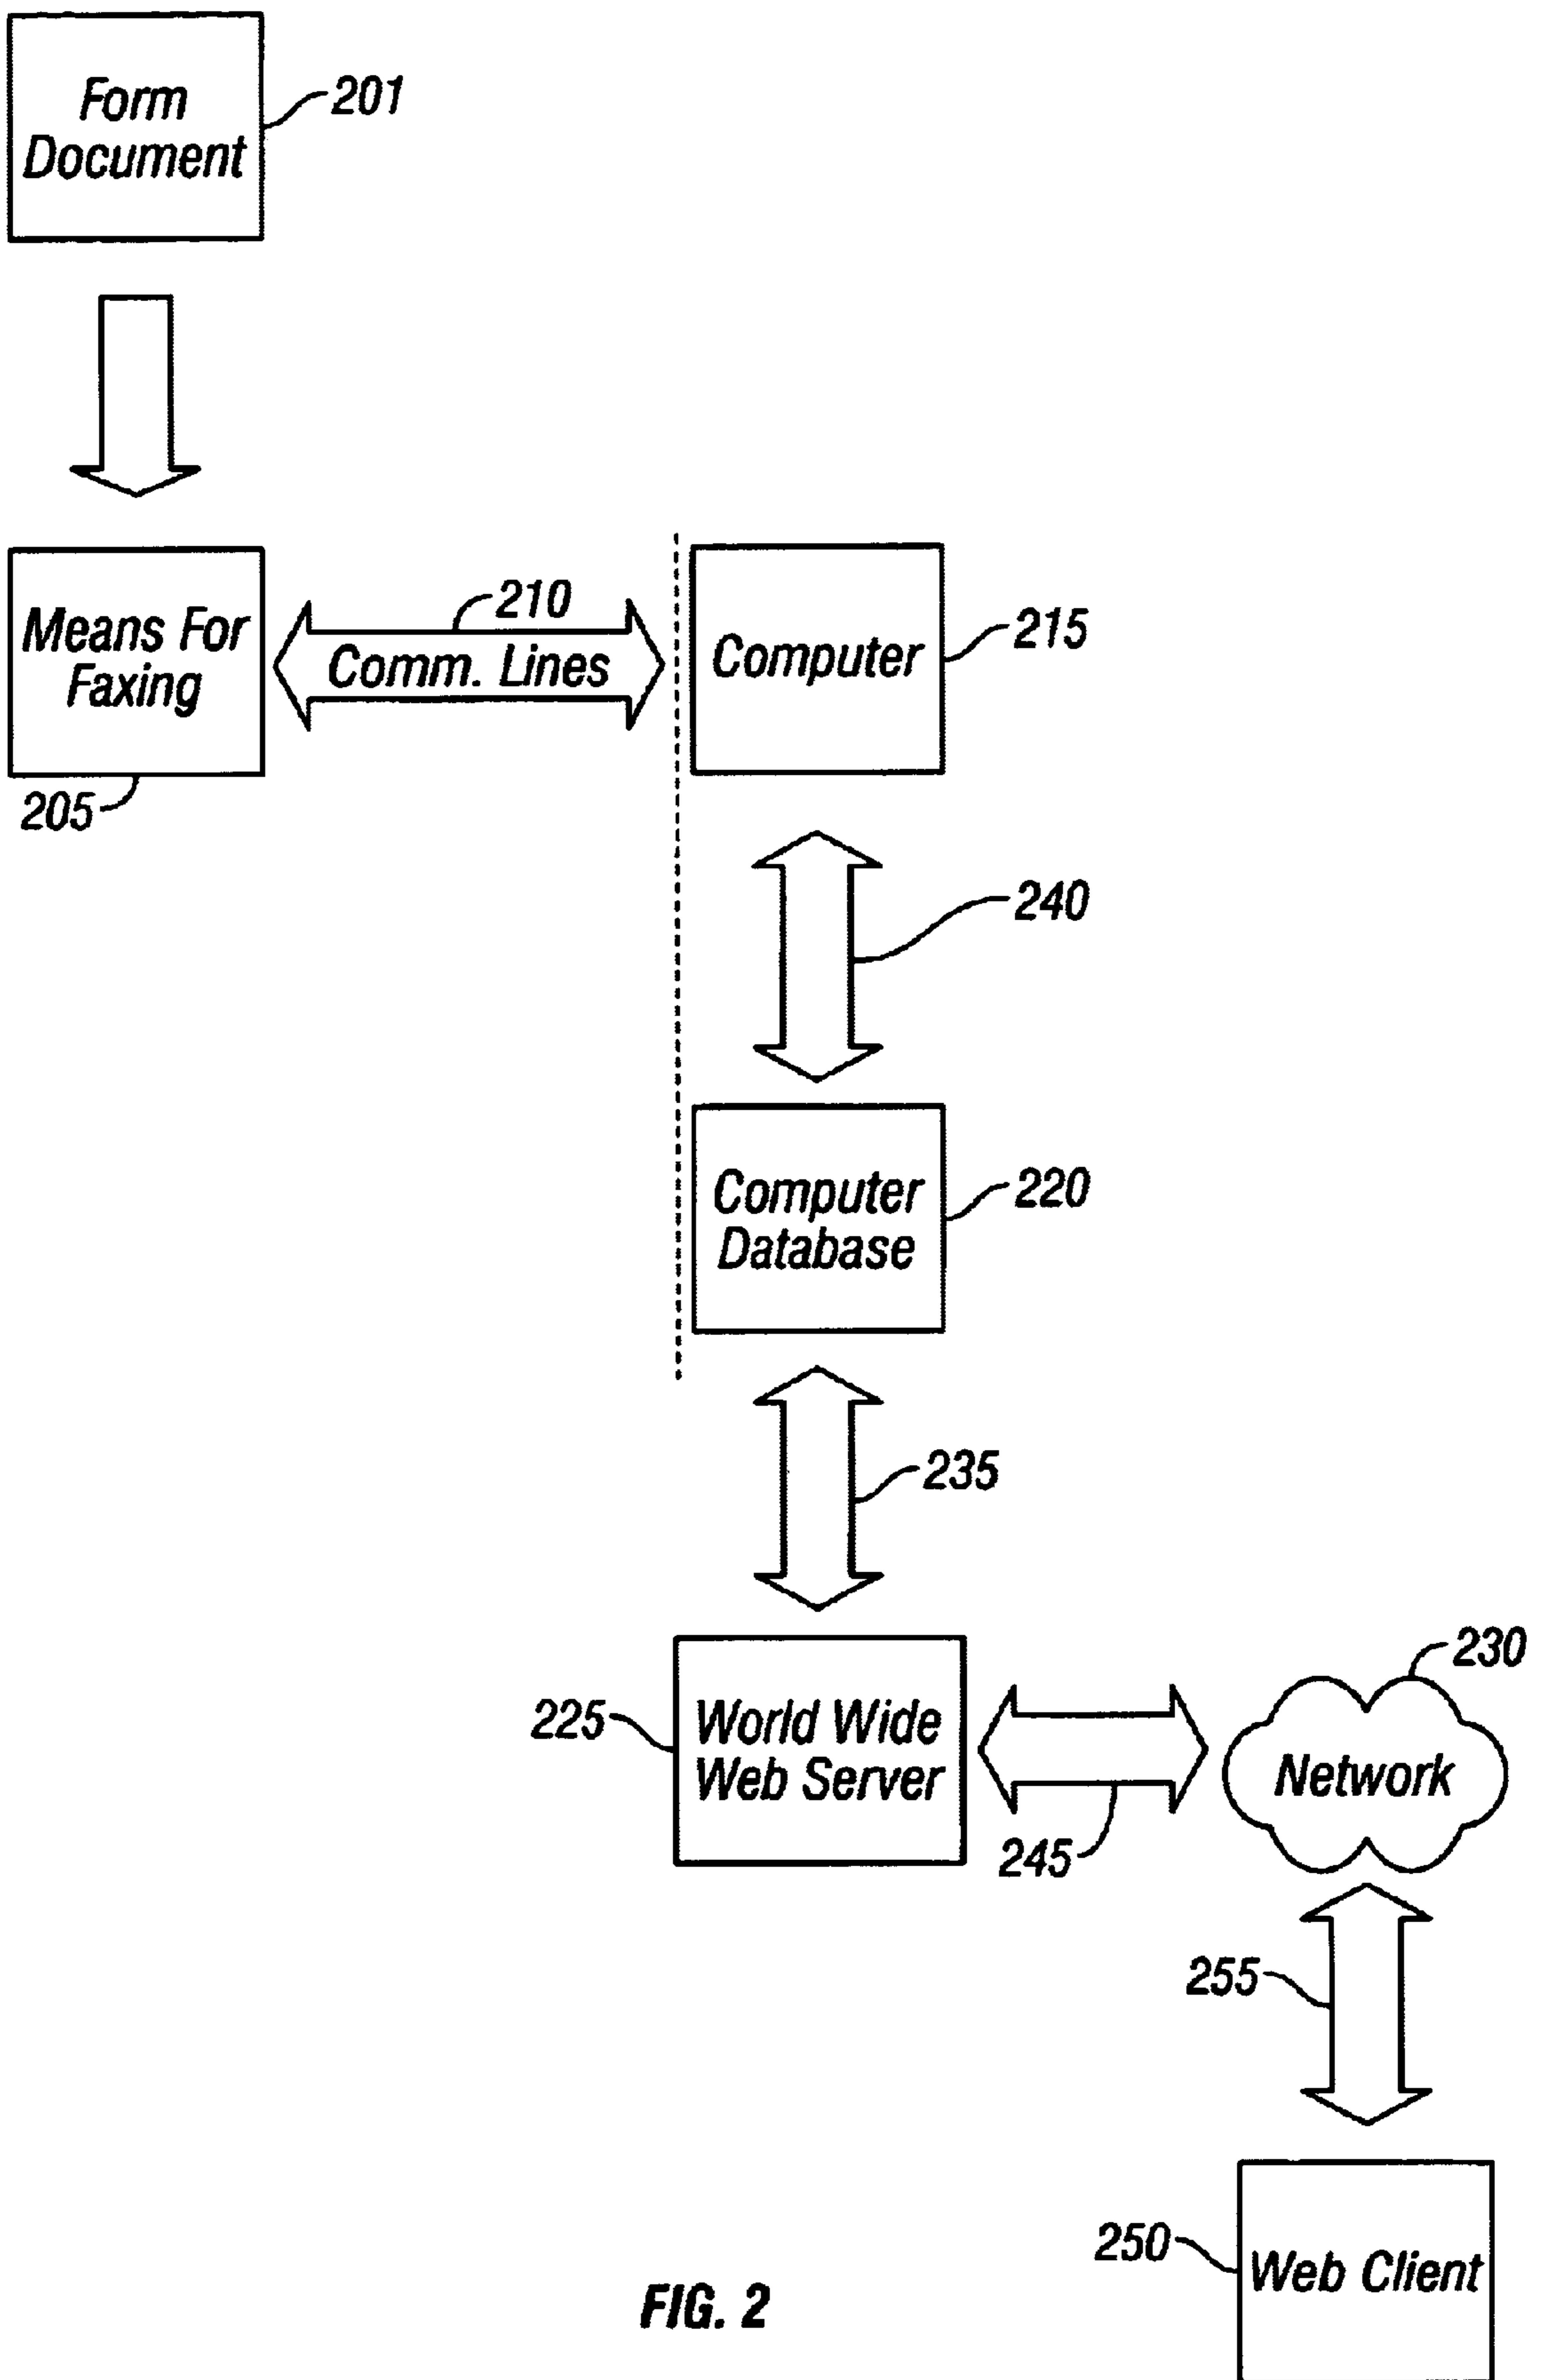 Form
Document
201
Means For
Faxing
205
210
Comm. Lines
Computer
215
240
Computer
Database
220
235
225
World Wide
Web Server
245
230
Network
255
250
Web Client
FIG. 2